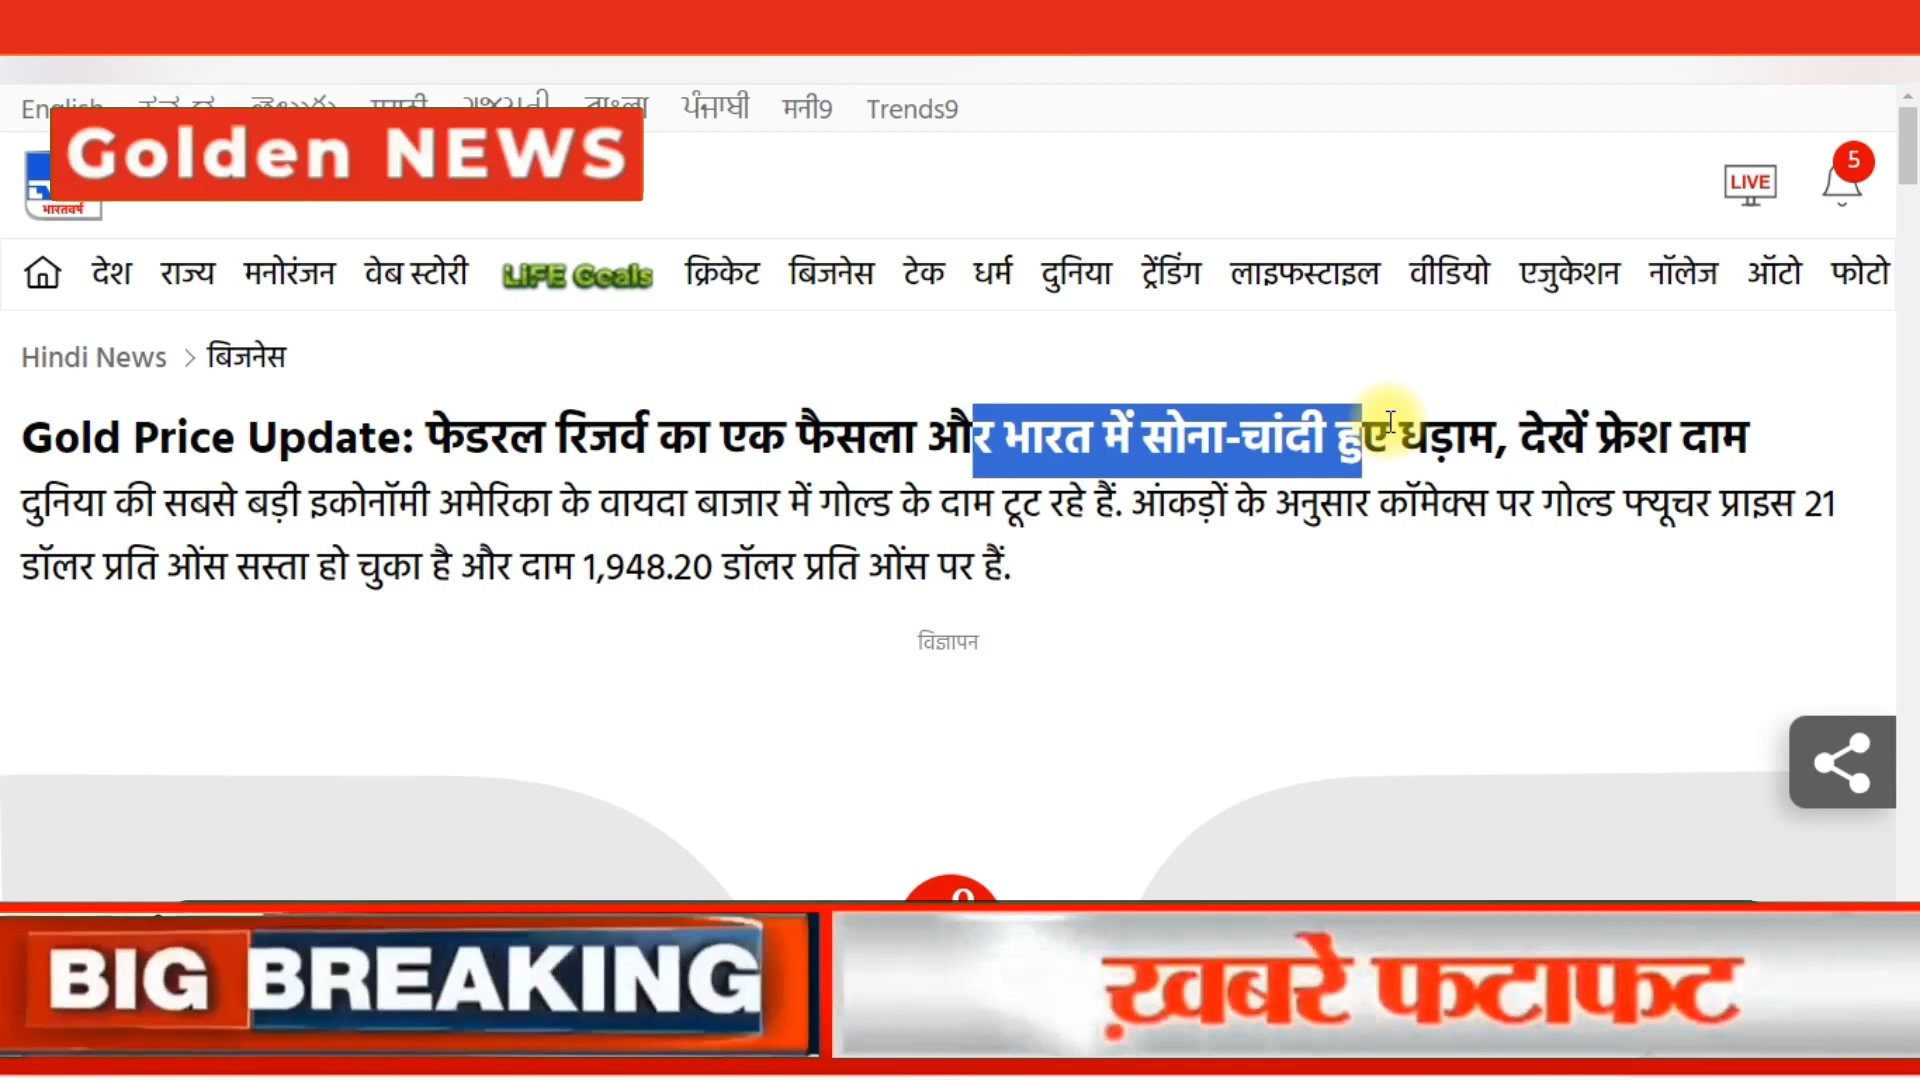 English मनी9 Trends9
ਪੰਜਾਬੀ
Golden NEWS
भारतवर्ष
LIVE
5
देश राज्य मनोरंजन वेब स्टोरी LIFE Goals क्रिकेट बिजनेस टेक धर्म दुनिया ट्रेंडिंग लाइफस्टाइल वीडियो एजुकेशन नॉलेज ऑटो फोटो
Hindi News > बिजनेस
Gold Price Update: फेडरल रिजर्व का एक फैसला और भारत में सोना-चांदी हुए धड़ाम, देखें फ्रेश दाम
दुनिया की सबसे बड़ी इकोनॉमी अमेरिका के वायदा बाजार में गोल्ड के दाम टूट रहे हैं. आंकड़ों के अनुसार कॉमेक्स पर गोल्ड फ्यूचर प्राइस 21
डॉलर प्रति ओंस सस्ता हो चुका है और दाम 1,948.20 डॉलर प्रति ओंस पर हैं.
विज्ञापन
BIG BREAKING
ख़बरे फटाफट